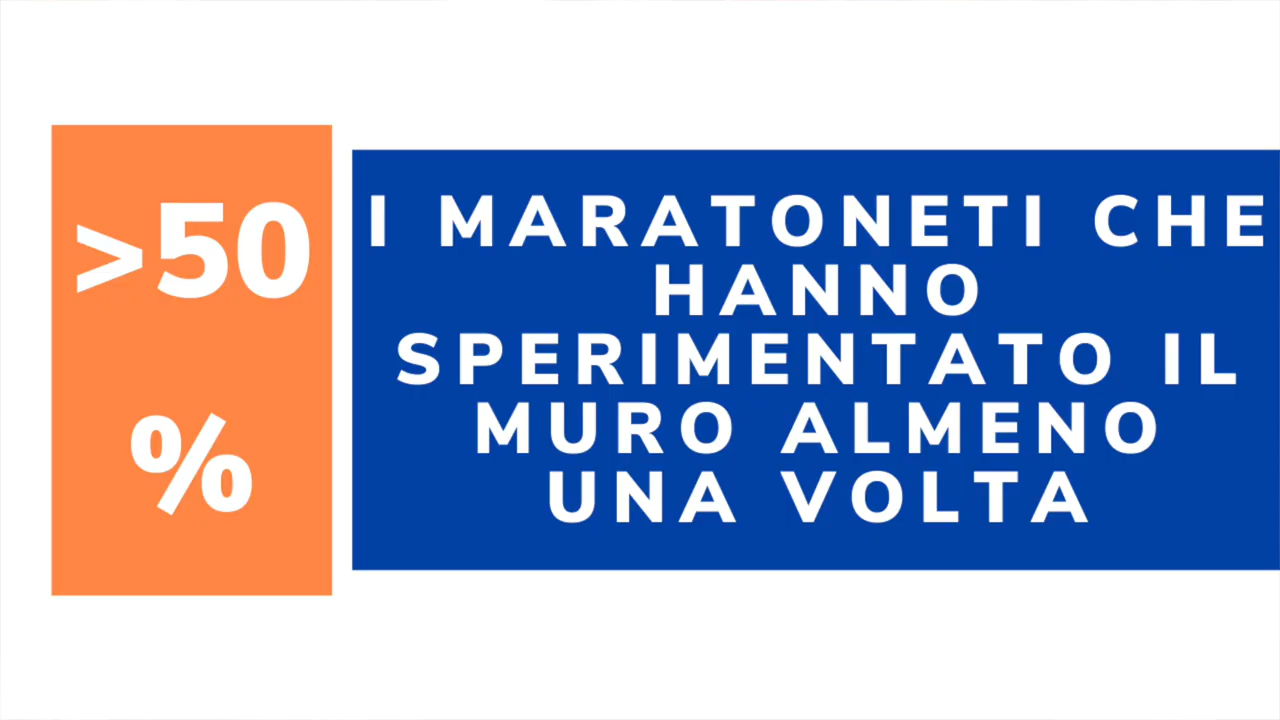 >50
%
I MARATONETI CHE
HANNO
SPERIMENTATO IL
MURO ALMENO
UNA VOLTA